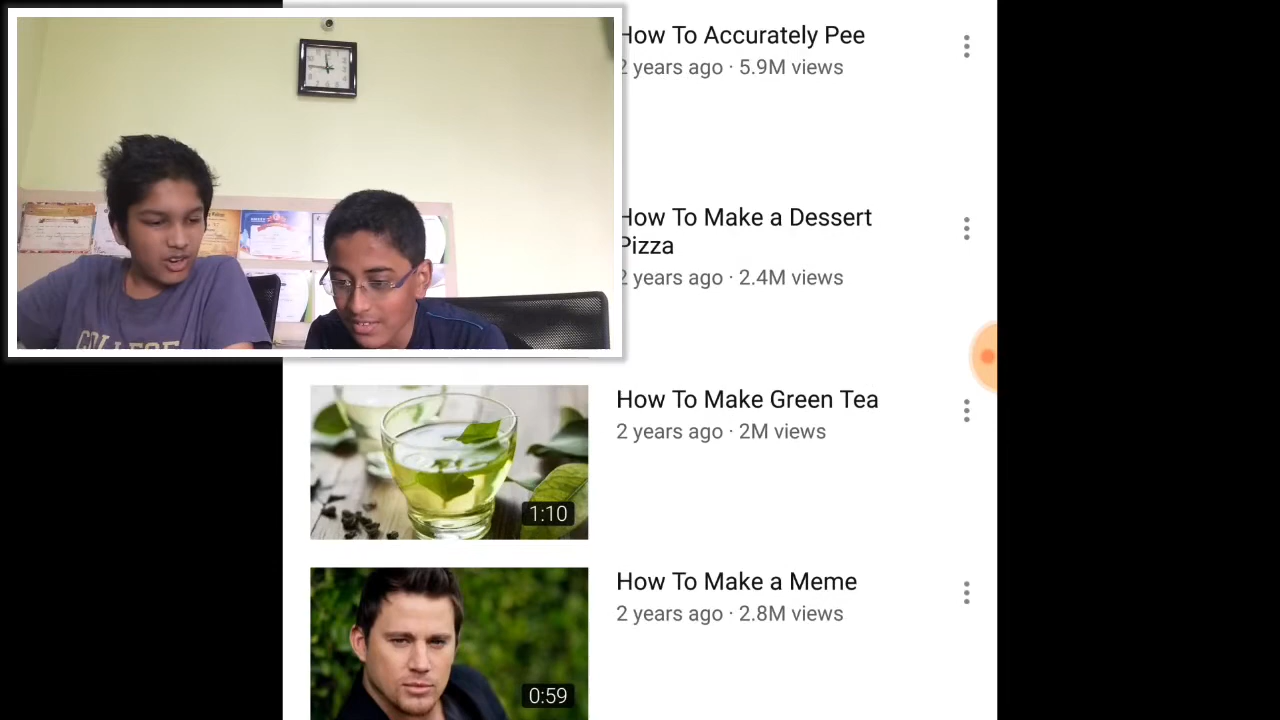 How To Accurately Pee
2 years ago · 5.9M views
How To Make a Dessert
Pizza
2 years ago · 2.4M views
How To Make Green Tea
2 years ago · 2M views
1:10
How To Make a Meme
2 years ago · 2.8M views
0:59
COLLEGE